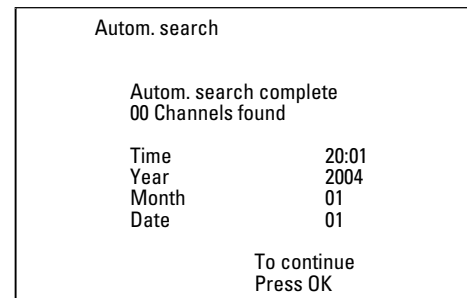 Autom. search
Autom. search complete
00 Channels found
Time 20:01
Year 2004
Month 01
Date 01
To continue
Press OK